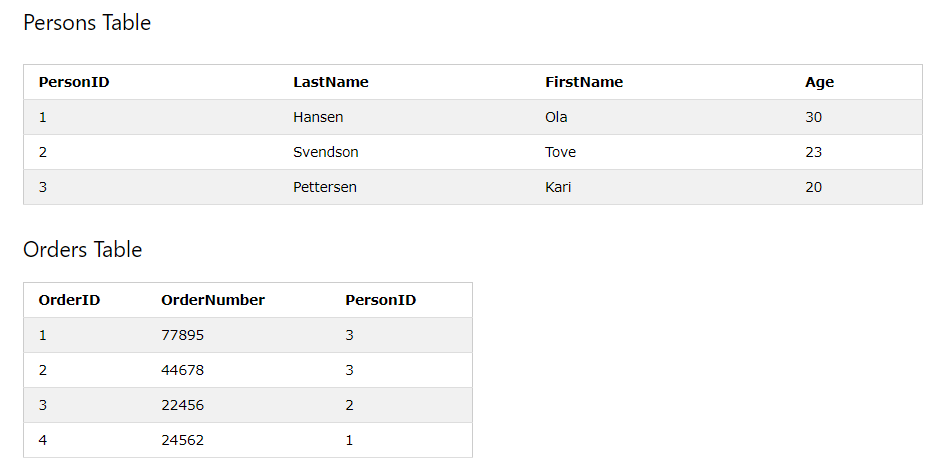 Persons Table
PersonID LastName FirstName Age
1 Hansen Ola 30
2 Svendson Tove 23
3 Pettersen Kari 20
Orders Table
OrderID OrderNumber PersonID
1 77895 3
2 44678 3
3 22456 2
4 24562 1